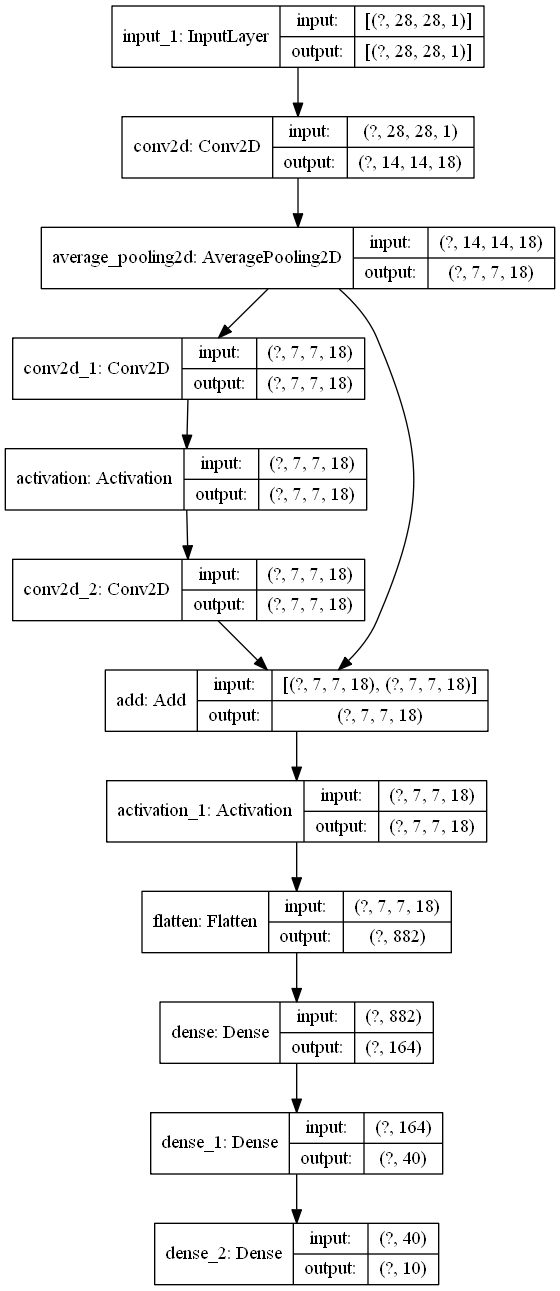 input_1: InputLayer
input:
[(?, 28, 28, 1)]
output:
[(?, 28, 28, 1)]
conv2d: Conv2D
input:
(?, 28, 28, 1)
output:
(?, 14, 14, 18)
average_pooling2d: AveragePooling2D
input:
(?, 14, 14, 18)
output:
(?, 7, 7, 18)
conv2d_1: Conv2D
input:
(?, 7, 7, 18)
output:
(?, 7, 7, 18)
activation: Activation
input:
(?, 7, 7, 18)
output:
(?, 7, 7, 18)
conv2d_2: Conv2D
input:
(?, 7, 7, 18)
output:
(?, 7, 7, 18)
add: Add
input:
[(?, 7, 7, 18), (?, 7, 7, 18)]
output:
(?, 7, 7, 18)
activation_1: Activation
input:
(?, 7, 7, 18)
output:
(?, 7, 7, 18)
flatten: Flatten
input:
(?, 7, 7, 18)
output:
(?, 882)
dense: Dense
input:
(?, 882)
output:
(?, 164)
dense_1: Dense
input:
(?, 164)
output:
(?, 40)
dense_2: Dense
input:
(?, 40)
output:
(?, 10)